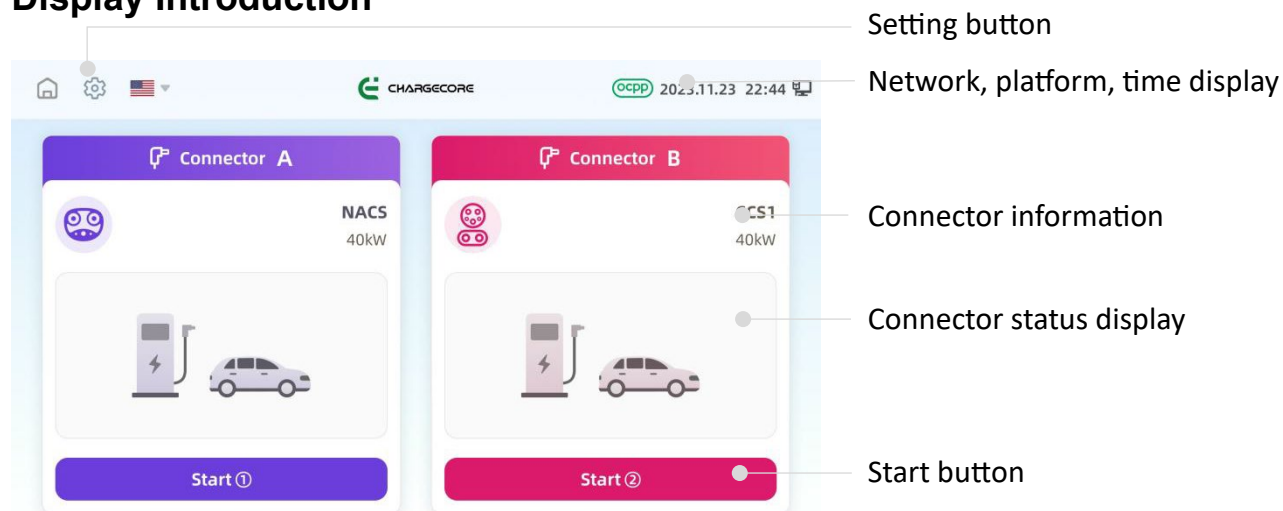 Display Introduction
Setting button
CHARGECORE
ocpp 2023.11.23 22:44
Network, platform, time display
Connector A
Connector B
NACS
CCS1
40kW
40kW
Connector information
Connector status display
Start ①
Start ②
Start button